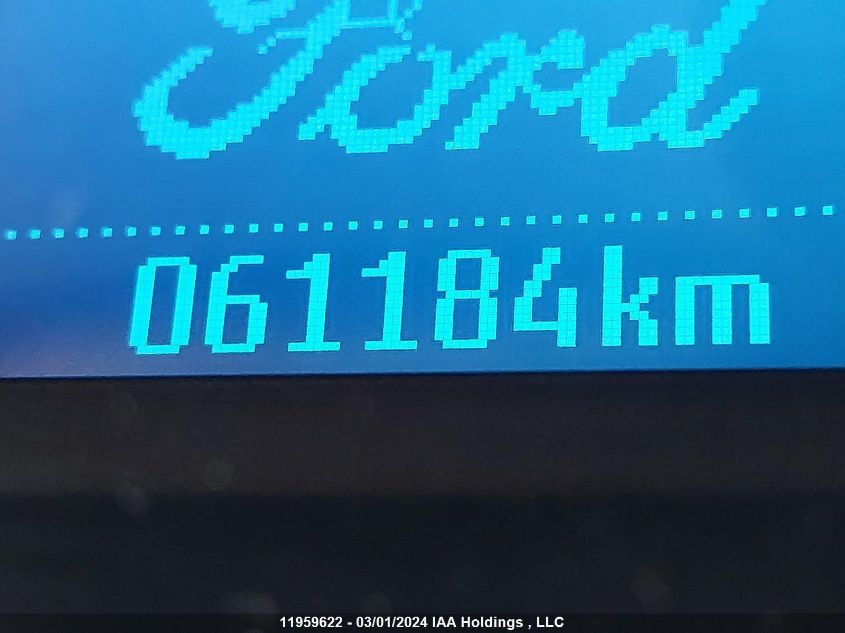 Ford
061184km
11959622 - 03/01/2024 IAA Holdings , LLC